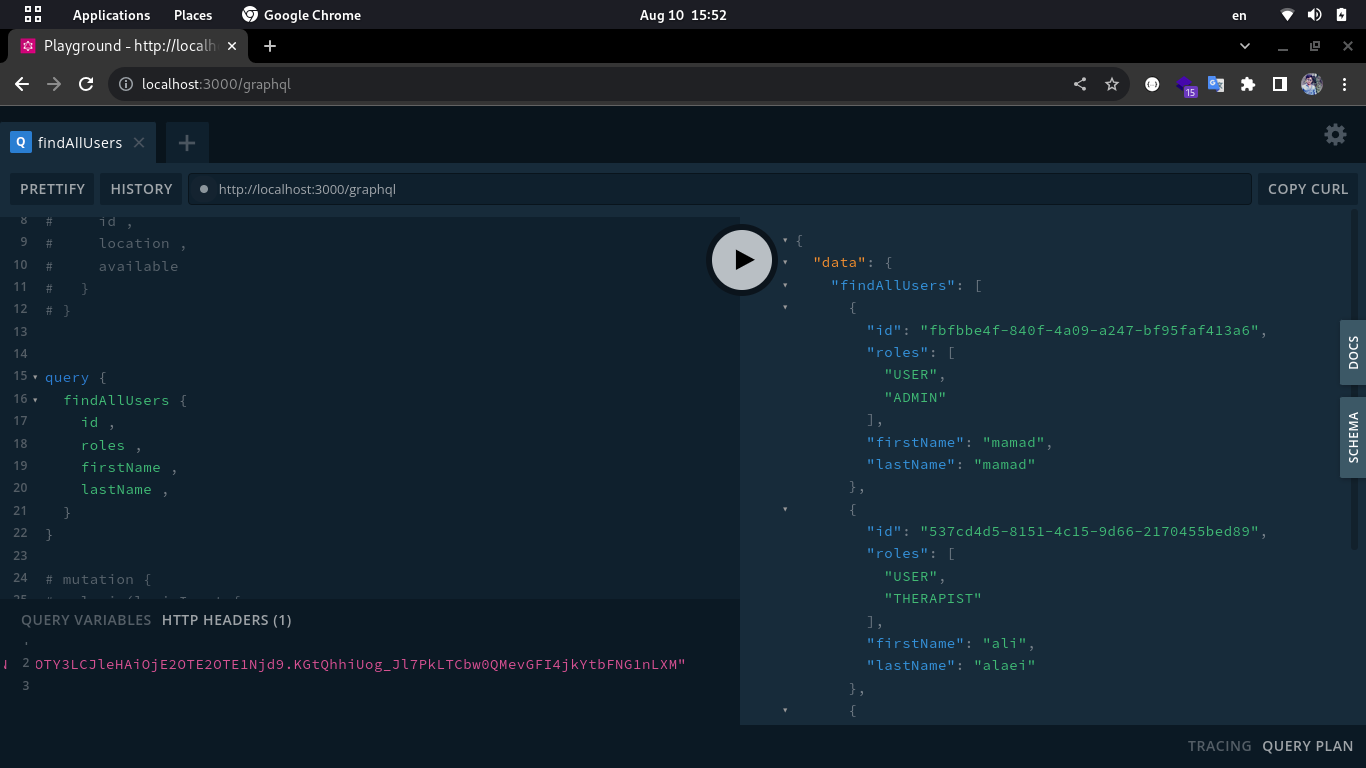 Applications Places Google Chrome Aug 10 15:52 en
Playground - http://localh
localhost:3000/graphql
15
Q findAllUsers
PRETTIFY HISTORY http://localhost:3000/graphql COPY CURL
8 # id ,
9 # location ,
10 # available
11 # }
12 # }
13
14
15 query {
16 findAllUsers {
17 id ,
18 roles ,
19 firstName ,
20 lastName ,
21 }
22 }
23
24 # mutation {
QUERY VARIABLES HTTP HEADERS (1)
2 OTY3LCJleHAiOjE2OTE2OTE1Njd9.KGtQhhiUog_Jl7PkLTCbw0QMevGFI4jkYtbFNG1nLXM"
3
{
"data": {
"findAllUsers": [
{
"id": "fbfbbe4f-840f-4a09-a247-bf95faf413a6",
"roles": [
"USER",
"ADMIN"
],
"firstName": "mamad",
"lastName": "mamad"
},
{
"id": "537cd4d5-8151-4c15-9d66-2170455bed89",
"roles": [
"USER",
"THERAPIST"
],
"firstName": "ali",
"lastName": "alaei"
},
{
DOCS
SCHEMA
TRACING QUERY PLAN